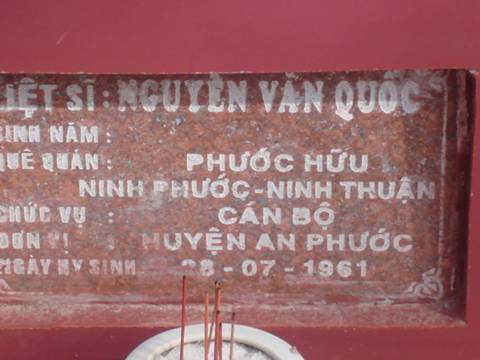 LIỆT SĨ : NGUYỄN VĂN QUỐC
SINH NĂM :
QUÊ QUÁN : PHƯỚC HỮU
NINH PHƯỚC - NINH THUẬN
CHỨC VỤ : CÁN BỘ
ĐƠN VỊ : HUYỆN AN PHƯỚC
NGÀY HY SINH - 07 - 1961